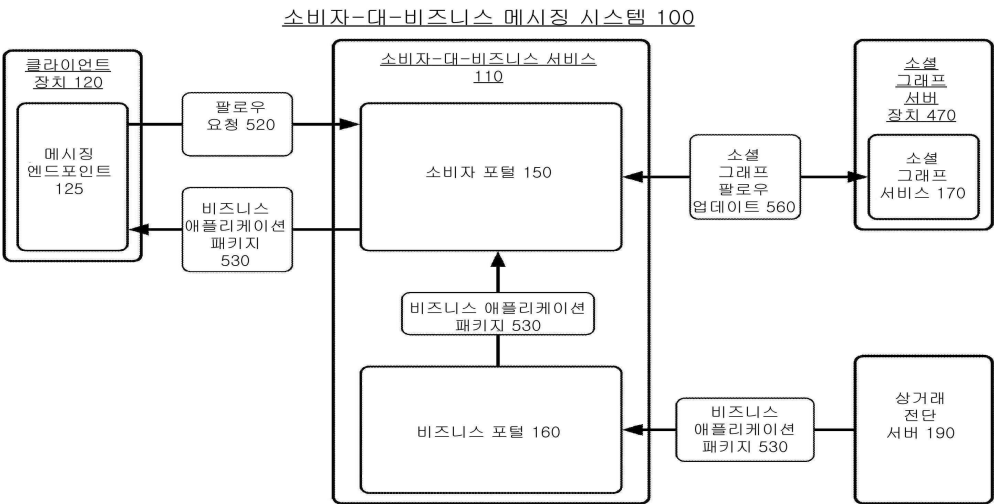 소비자-대-비즈니스 메시징 시스템 100
클라이언트
장치 120
메시징
엔드포인트
125
팔로우
요청 520
비즈니스
애플리케이션
패키지
530
소비자-대-비즈니스 서비스
110
소비자 포털 150
비즈니스 애플리케이션
패키지 530
비즈니스 포털 160
소셜
그래프
팔로우
업데이트 560
소셜
그래프
서버
장치 470
소셜
그래프
서비스 170
비즈니스
애플리케이션
패키지 530
상거래
전단
서버 190